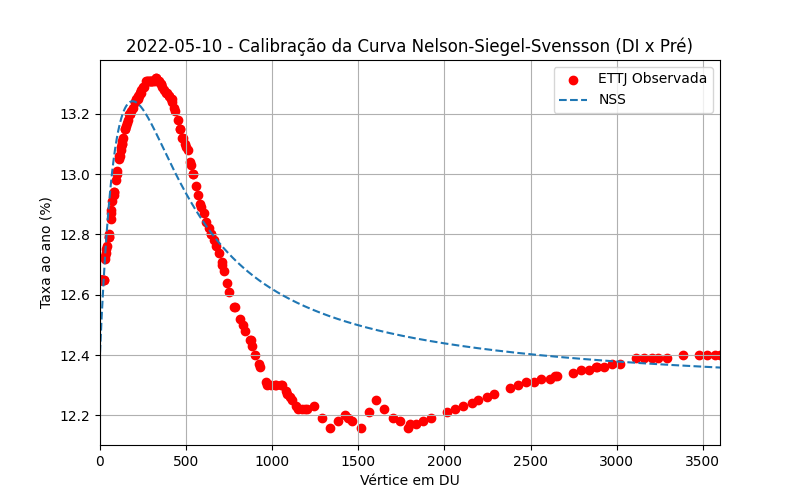 2022-05-10 - Calibração da Curva Nelson-Siegel-Svensson (DI x Pré)
ETTJ Observada
NSS
Taxa ao ano (%)
13.2
13.0
12.8
12.6
12.4
12.2
0 500 1000 1500 2000 2500 3000 3500
Vértice em DU